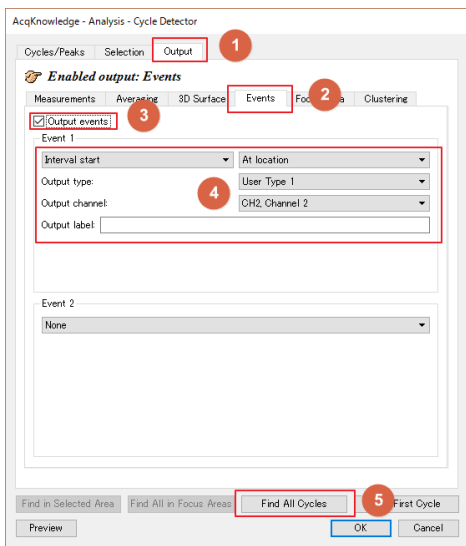 AcqKnowledge - Analysis - Cycle Detector
Cycles/Peaks Selection Output 1
Enabled output: Events
Measurements Averaging 3D Surface Events 2 Clustering
Output events 3
Event 1
Interval start At location
Output type: User Type 1
4
Output channel: CH2, Channel 2
Output label:
Event 2
None
Find in Selected Area Find All in Focus Areas Find All Cycles 5 First Cycle
Preview OK Cancel